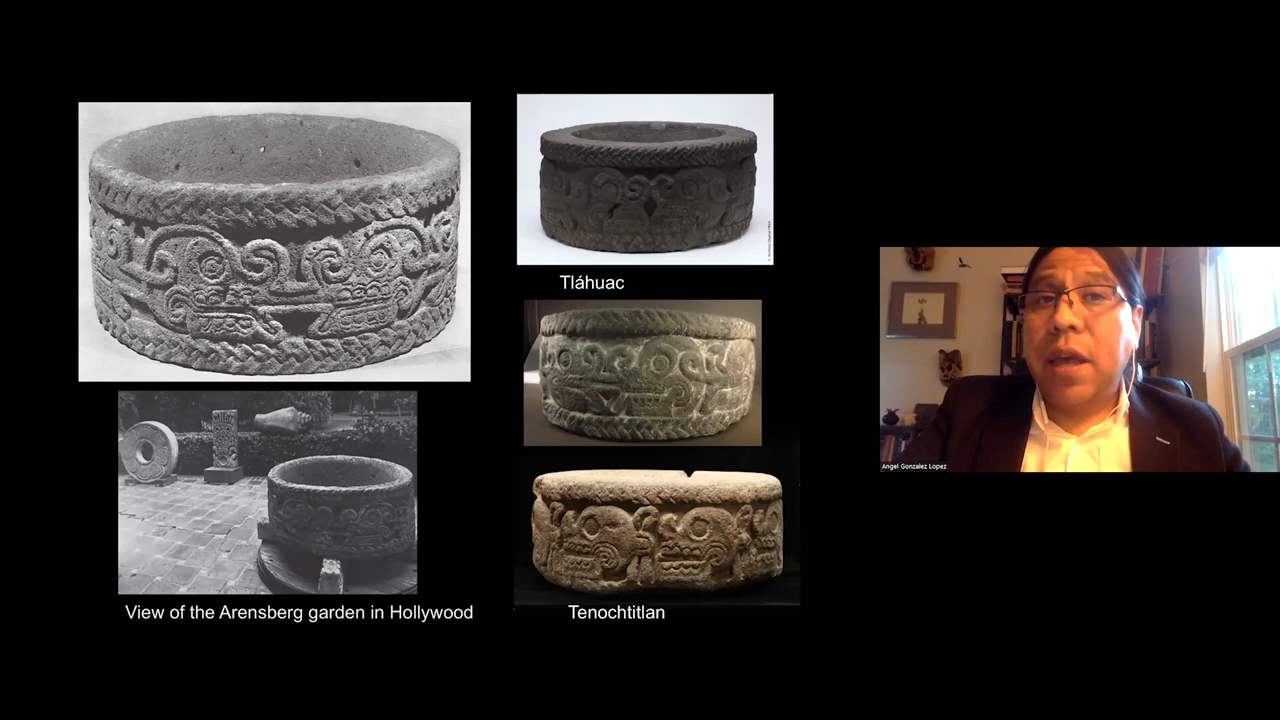 Tláhuac
View of the Arensberg garden in Hollywood
Tenochtitlan
Angel Gonzalez Lopez